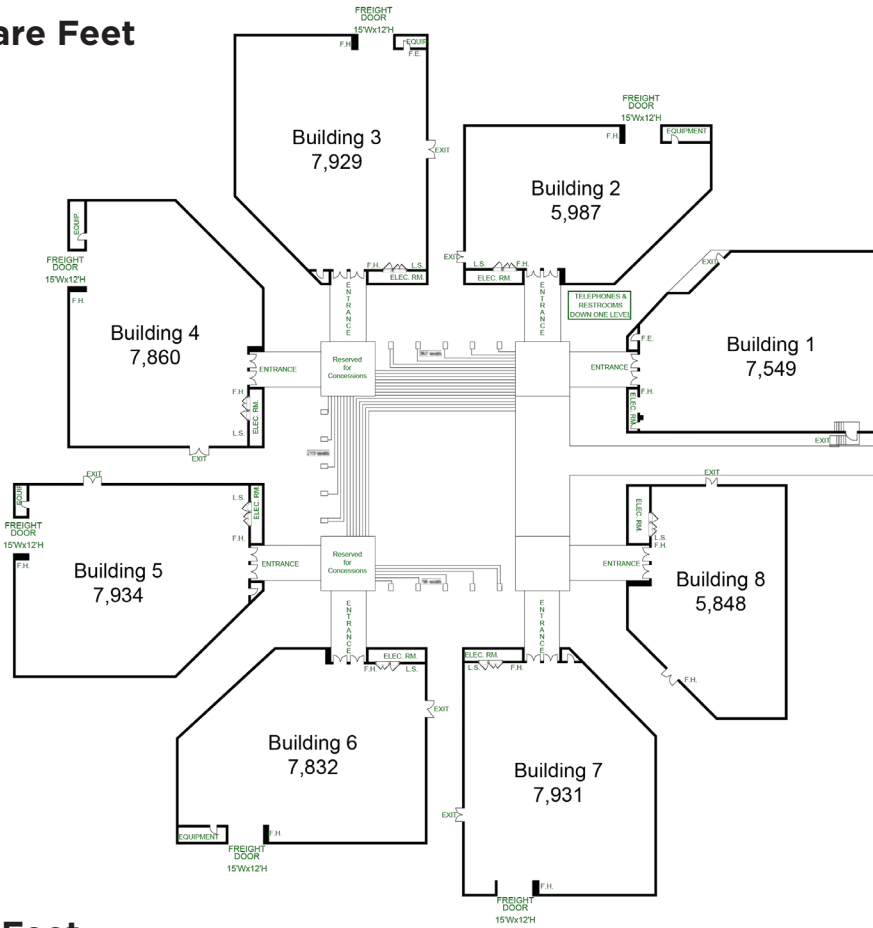 are Feet
FREIGHT
DOOR
15'Wx12'H
F.H.
EQUIP
F.E.
Building 3
7,929
EXIT
F.H.
L.S.
ELEC. RM.
ENTRANCE
FREIGHT
DOOR
15'Wx12'H
F.H.
EQUIPMENT
Building 2
5,987
EXIT
L.S.
F.H.
ELEC. RM.
ENTRANCE
TELEPHONES &
RESTROOMS
DOWN ONE LEVEL
EXIT
F.E.
Building 1
7,549
ENTRANCE
F.H.
ELEC. RM.
EXIT
EQUIP.
FREIGHT
DOOR
15'Wx12'H
F.H.
Building 4
7,860
ENTRANCE
F.H.
ELEC. RM.
L.S.
EXIT
Reserved
for
Concessions
EXIT
EQUIP
FREIGHT
DOOR
15'Wx12'H
F.H.
L.S.
ELEC. RM.
F.H.
Building 5
7,934
ENTRANCE
Reserved
for
Concessions
EXIT
ELEC. RM.
L.S.
F.H.
ENTRANCE
Building 8
5,848
F.H.
ENTRANCE
ELEC. RM.
F.H.
L.S.
EXIT
Building 6
7,832
EQUIPMENT
F.H.
FREIGHT
DOOR
15'Wx12'H
ENTRANCE
ELEC. RM.
L.S.
F.H.
Building 7
7,931
EXIT
F.H.
FREIGHT
DOOR
15'Wx12'H